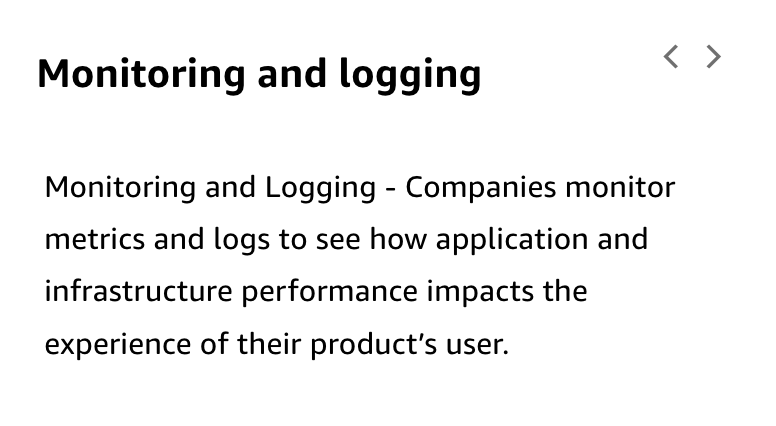 Monitoring and logging
Monitoring and Logging - Companies monitor
metrics and logs to see how application and
infrastructure performance impacts the
experience of their product’s user.